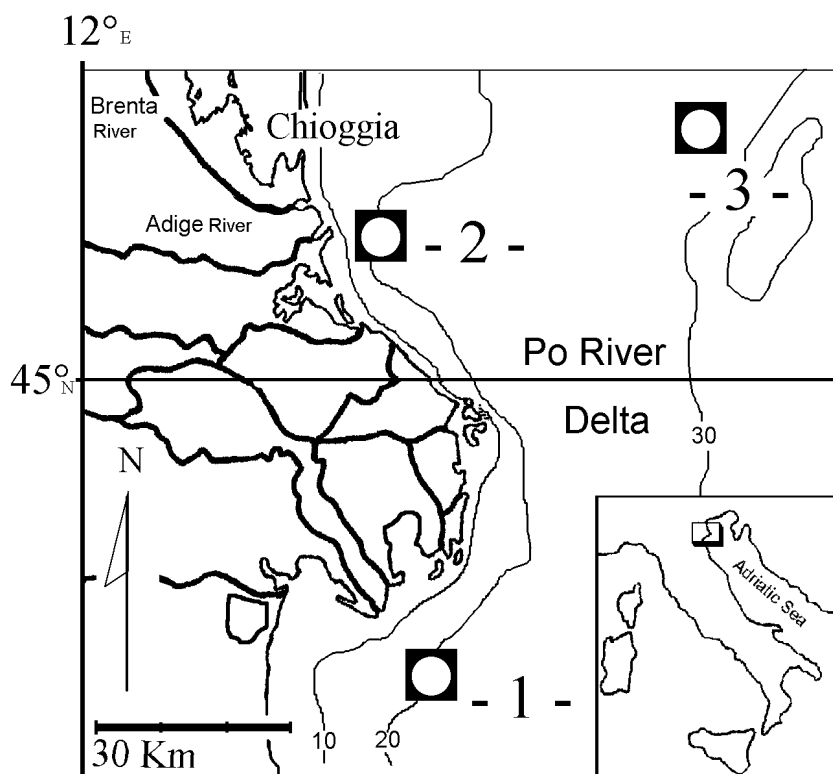 12°E
Brenta
River
Chioggia
- 3 -
Adige River
- 2 -
Po River
45°N
Delta
30
N
Adriatic Sea
- 1 -
10
20
30 Km